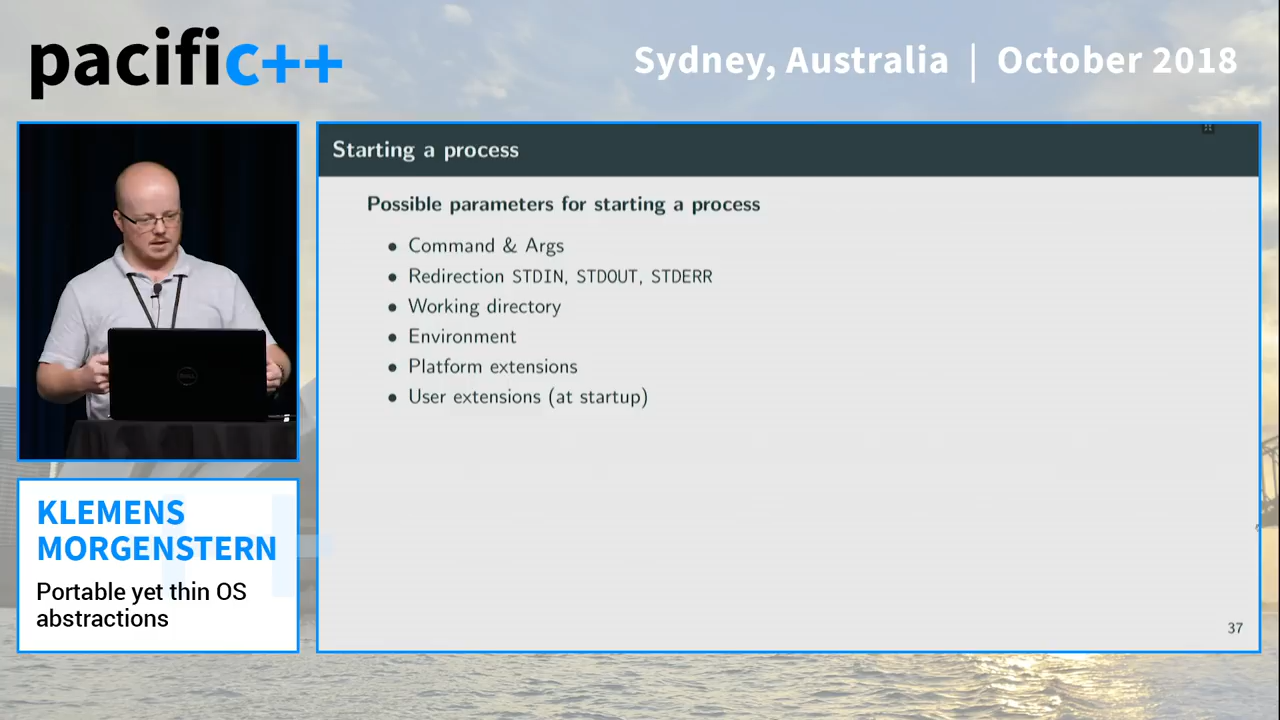 pacific++
Sydney, Australia | October 2018
Starting a process
Possible parameters for starting a process
• Command & Args
• Redirection STDIN, STDOUT, STDERR
• Working directory
• Environment
• Platform extensions
• User extensions (at startup)
37
DELL
KLEMENS
MORGENSTERN
Portable yet thin OS
abstractions